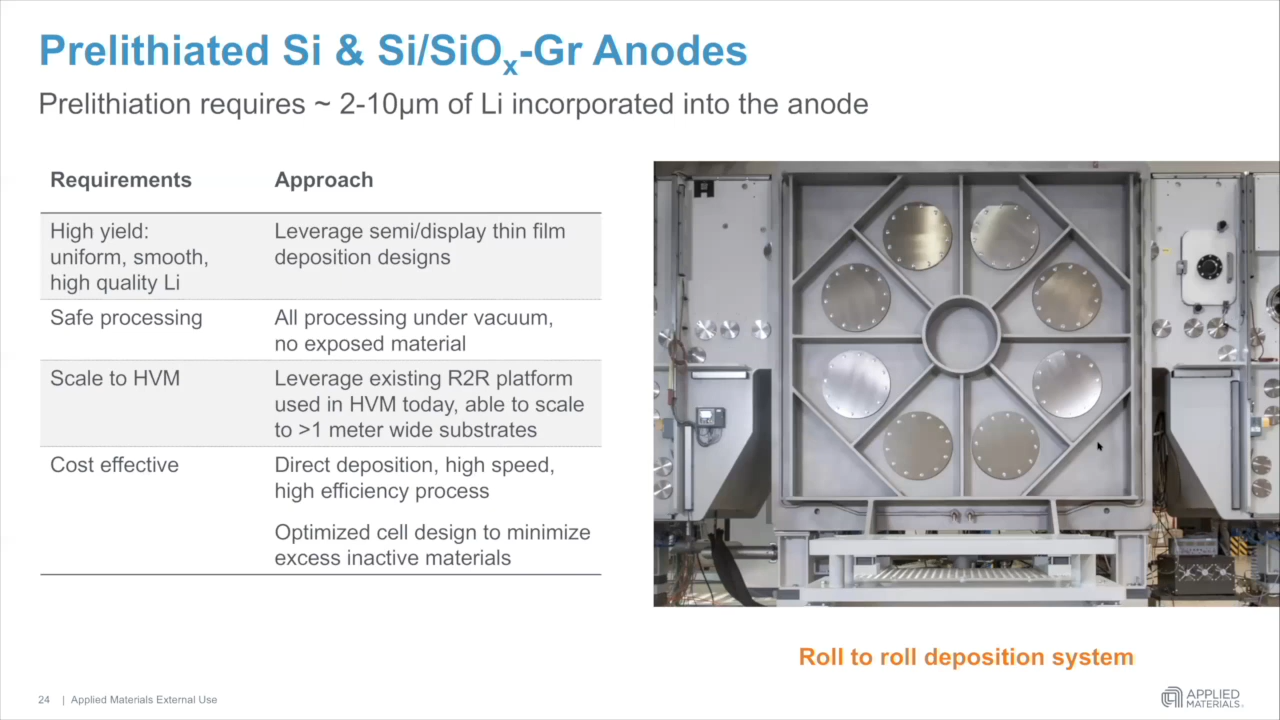 Prelithiated Si & Si/SiOx-Gr Anodes
Prelithiation requires ~ 2-10µm of Li incorporated into the anode
Requirements
Approach
High yield:
uniform, smooth,
high quality Li
Leverage semi/display thin film
deposition designs
Safe processing
All processing under vacuum,
no exposed material
Scale to HVM
Leverage existing R2R platform
used in HVM today, able to scale
to >1 meter wide substrates
Cost effective
Direct deposition, high speed,
high efficiency process
Optimized cell design to minimize
excess inactive materials
Roll to roll deposition system
24 | Applied Materials External Use
APPLIED
MATERIALS